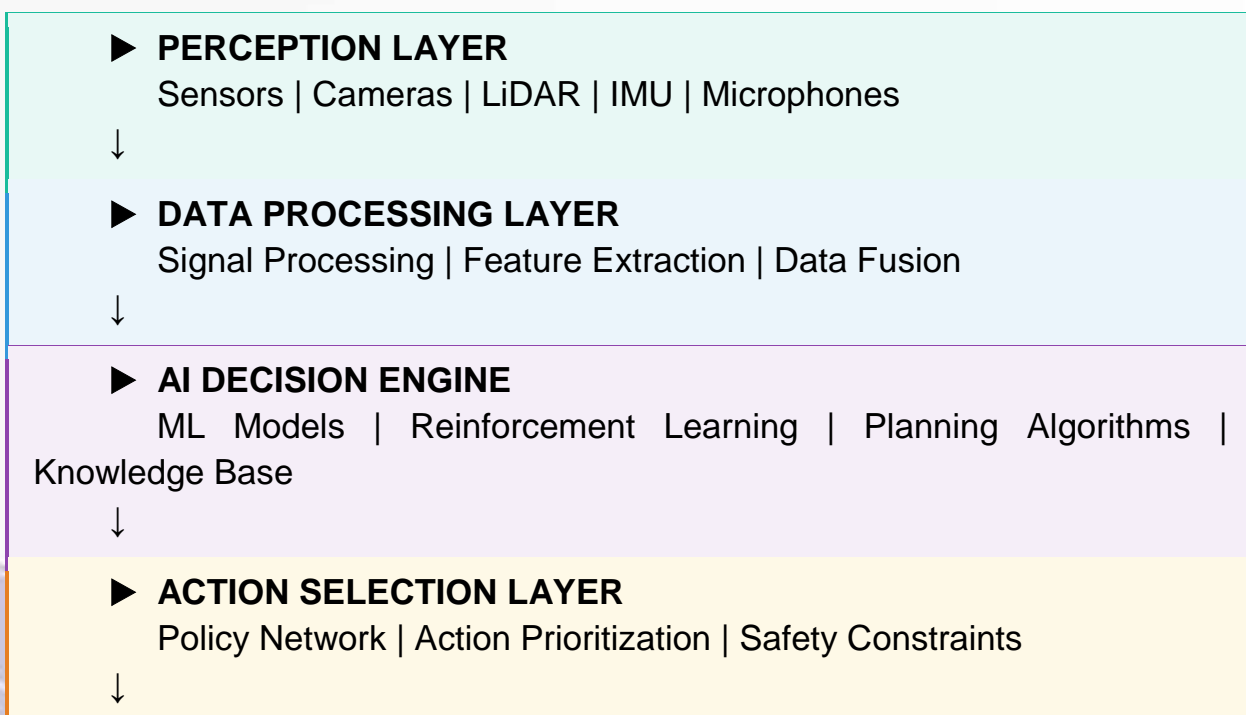 ▶ PERCEPTION LAYER
Sensors | Cameras | LiDAR | IMU | Microphones
↓
▶ DATA PROCESSING LAYER
Signal Processing | Feature Extraction | Data Fusion
↓
▶ AI DECISION ENGINE
ML Models | Reinforcement Learning | Planning Algorithms |
Knowledge Base
↓
▶ ACTION SELECTION LAYER
Policy Network | Action Prioritization | Safety Constraints
↓